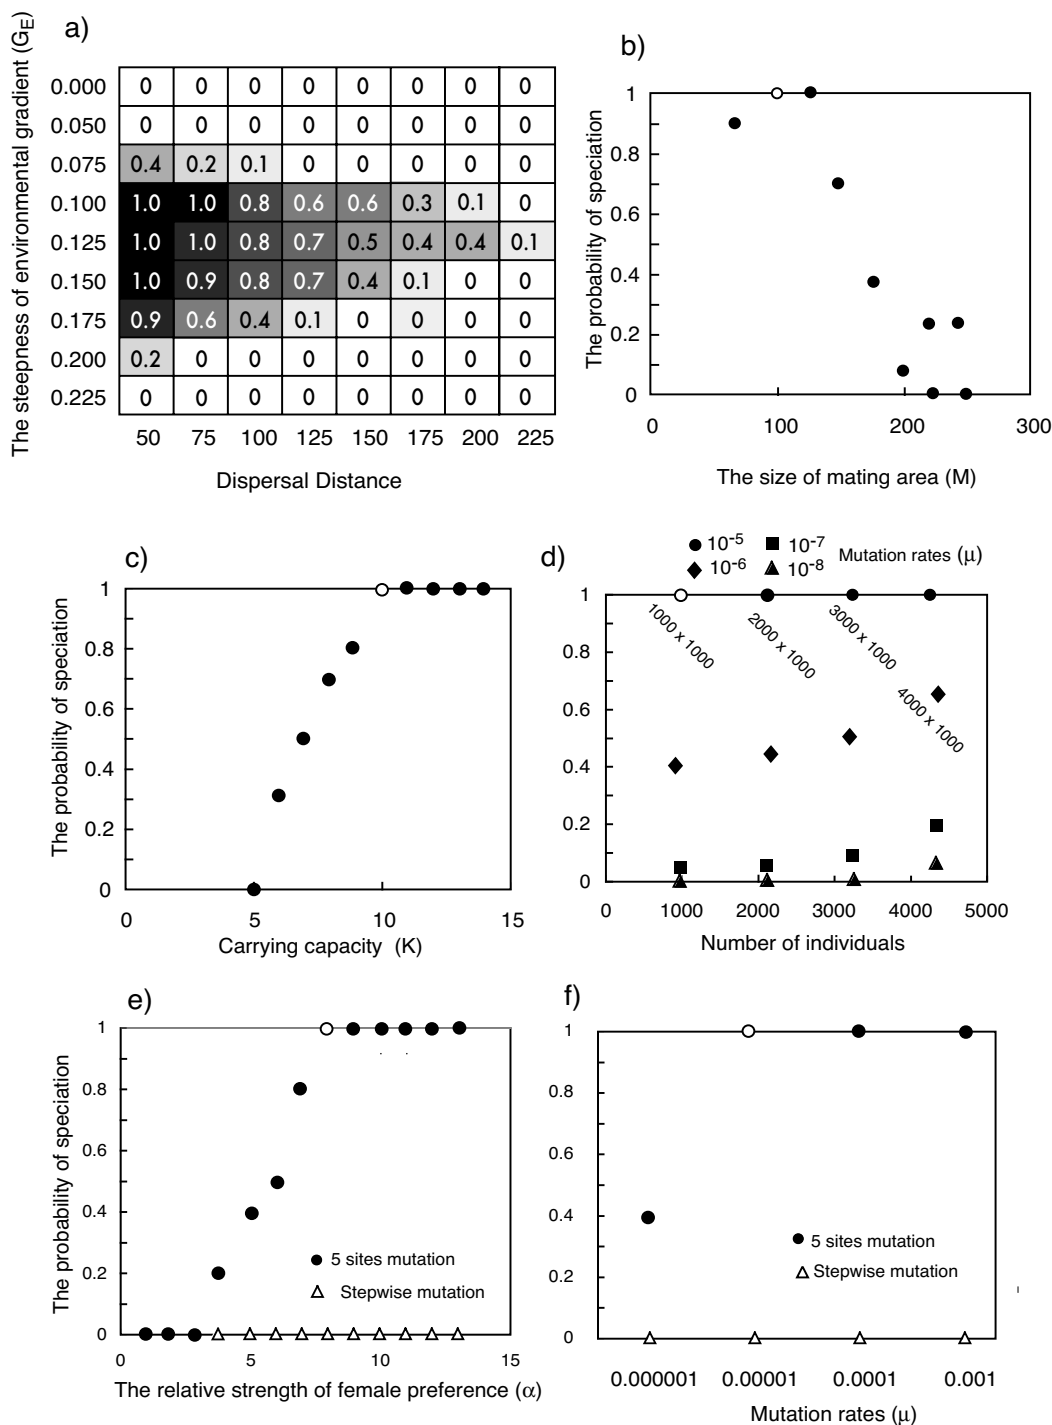 a)
The steepness of environmental gradient (GE)
0.000 0 0 0 0 0 0 0 0
0.050 0 0 0 0 0 0 0 0
0.075 0.4 0.2 0.1 0 0 0 0 0
0.100 1.0 1.0 0.8 0.6 0.6 0.3 0.1 0
0.125 1.0 1.0 0.8 0.7 0.5 0.4 0.4 0.1
0.150 1.0 0.9 0.8 0.7 0.4 0.1 0 0
0.175 0.9 0.6 0.4 0.1 0 0 0 0
0.200 0.2 0 0 0 0 0 0 0
0.225 0 0 0 0 0 0 0 0
50 75 100 125 150 175 200 225
Dispersal Distance
b)
The probability of speciation
1
0.8
0.6
0.4
0.2
0
0 100 200 300
The size of mating area (M)
c)
The probability of speciation
1
0.8
0.6
0.4
0.2
0
0 5 10 15
Carrying capacity (K)
d)
10-5 10-7
10-6 10-8
Mutation rates (μ)
1
0.8
0.6
0.4
0.2
0
1000 x 1000
2000 x 1000
3000 x 1000
4000 x 1000
0 1000 2000 3000 4000 5000
Number of individuals
e)
The probability of speciation
1
0.8
0.6
0.4
0.2
0
5 sites mutation
Stepwise mutation
0 5 10 15
The relative strength of female preference (α)
f)
1
0.8
0.6
0.4
0.2
0
5 sites mutation
Stepwise mutation
0.000001 0.00001 0.0001 0.001
Mutation rates (μ)